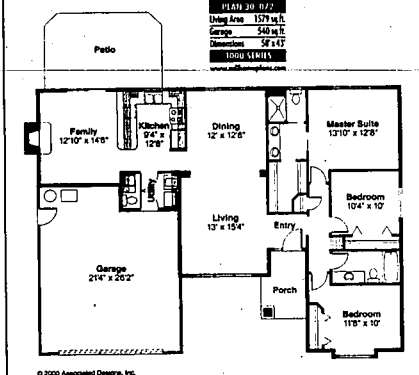 PLAN 30-072
Living Area 1579 sq.ft.
Garage 540 sq.ft.
Dimensions 58' x 43'
1000 SERIES
Patio
Family
12'10" x 14'6"
Kitchen
9'4" x
12'8"
Dining
12' x 12'8"
Master Suite
13'10" x 12'8"
Utility
Bedroom
10'4" x 10'
Living
13' x 15'4"
Entry
Garage
21'4" x 26'2"
Porch
Bedroom
11'8" x 10'
© 2000 Associated Designs, Inc.